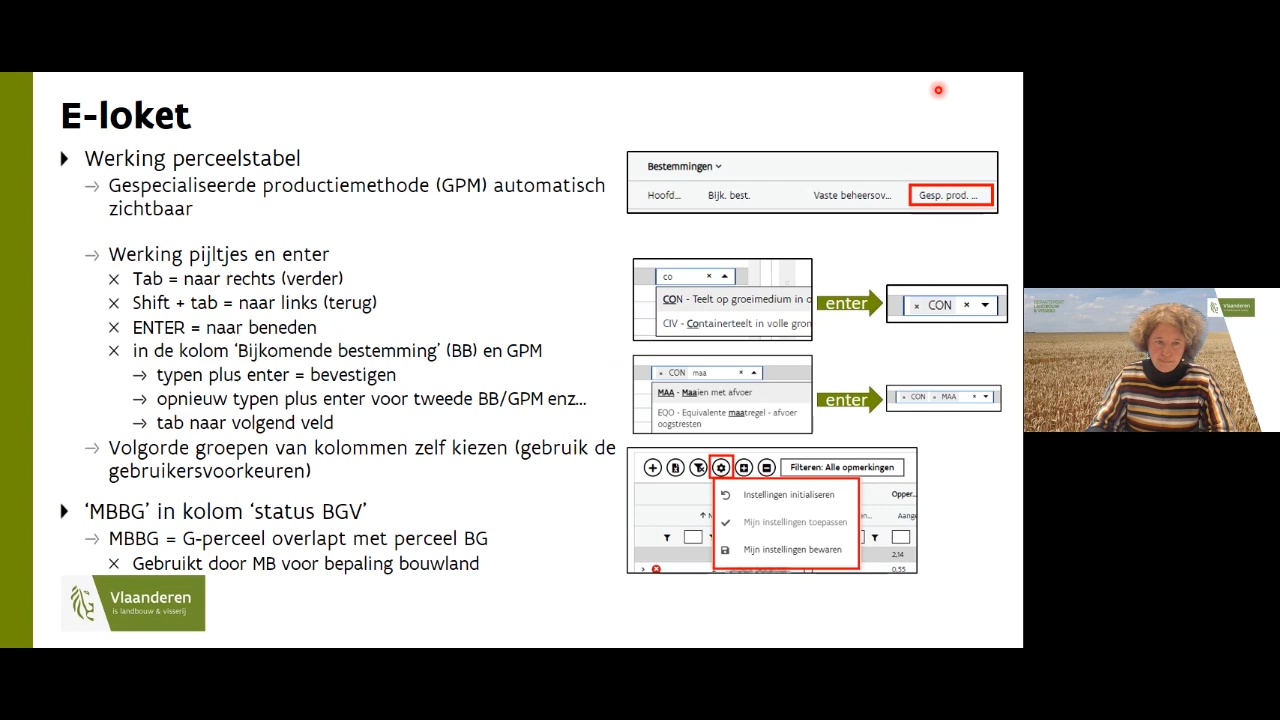 E-loket
Werking perceelstabel
Gespecialiseerde productiemethode (GPM) automatisch
zichtbaar
Werking pijltjes en enter
Tab = naar rechts (verder)
Shift + tab = naar links (terug)
ENTER = naar beneden
in de kolom ‘Bijkomende bestemming’ (BB) en GPM
typen plus enter = bevestigen
opnieuw typen plus enter voor tweede BB/GPM enz…
tab naar volgend veld
Volgorde groepen van kolommen zelf kiezen (gebruik de
gebruikersvoorkeuren)
‘MBBG’ in kolom ‘status BGV’
MBBG = G-perceel overlapt met perceel BG
Gebruikt door MB voor bepaling bouwland
Vlaanderen
is landbouw & visserij
Bestemmingen
Hoofd... Bijk. best. Vaste beheersov... Gesp. prod. ...
co
CON - Teelt op groeimedium in o
CIV - Containerteelt in volle gron
enter
× CON ×
CON maa ×
MAA - Maaien met afvoer
EQO - Equivalente maatregel - afvoer
oogstresten
enter
CON MAA ×
Filteren: Alle opmerkingen
Instellingen initialiseren
Mijn instellingen toepassen
Mijn instellingen bewaren
Opper..
Aange
2,14
0,55
DEPARTEMENT
LANDBOUW
& VISSERIJ
Vlaanderen